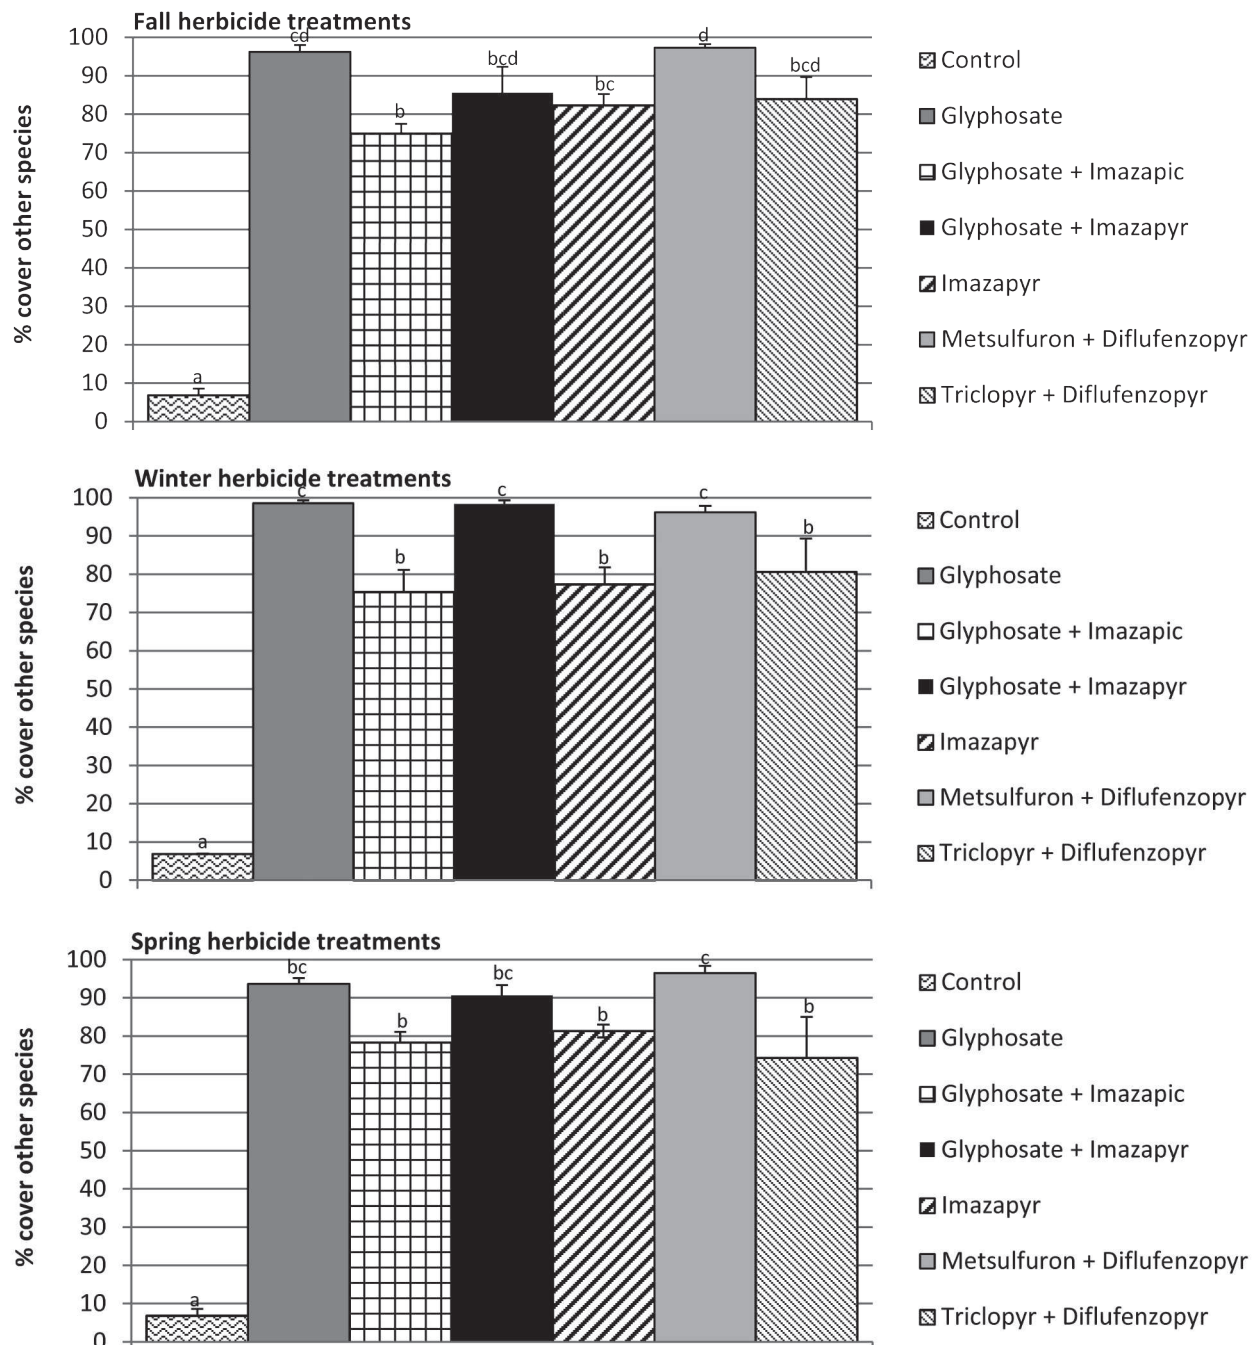 Fall herbicide treatments
% cover other species
100
90
80
70
60
50
40
30
20
10
0
a
cd
b
bcd
bc
d
bcd
Control
Glyphosate
Glyphosate + Imazapic
Glyphosate + Imazapyr
Imazapyr
Metsulfuron + Diflufenzopyr
Triclopyr + Diflufenzopyr
Winter herbicide treatments
% cover other species
100
90
80
70
60
50
40
30
20
10
0
a
c
b
c
b
c
b
Control
Glyphosate
Glyphosate + Imazapic
Glyphosate + Imazapyr
Imazapyr
Metsulfuron + Diflufenzopyr
Triclopyr + Diflufenzopyr
Spring herbicide treatments
% cover other species
100
90
80
70
60
50
40
30
20
10
0
a
bc
b
bc
b
c
b
Control
Glyphosate
Glyphosate + Imazapic
Glyphosate + Imazapyr
Imazapyr
Metsulfuron + Diflufenzopyr
Triclopyr + Diflufenzopyr